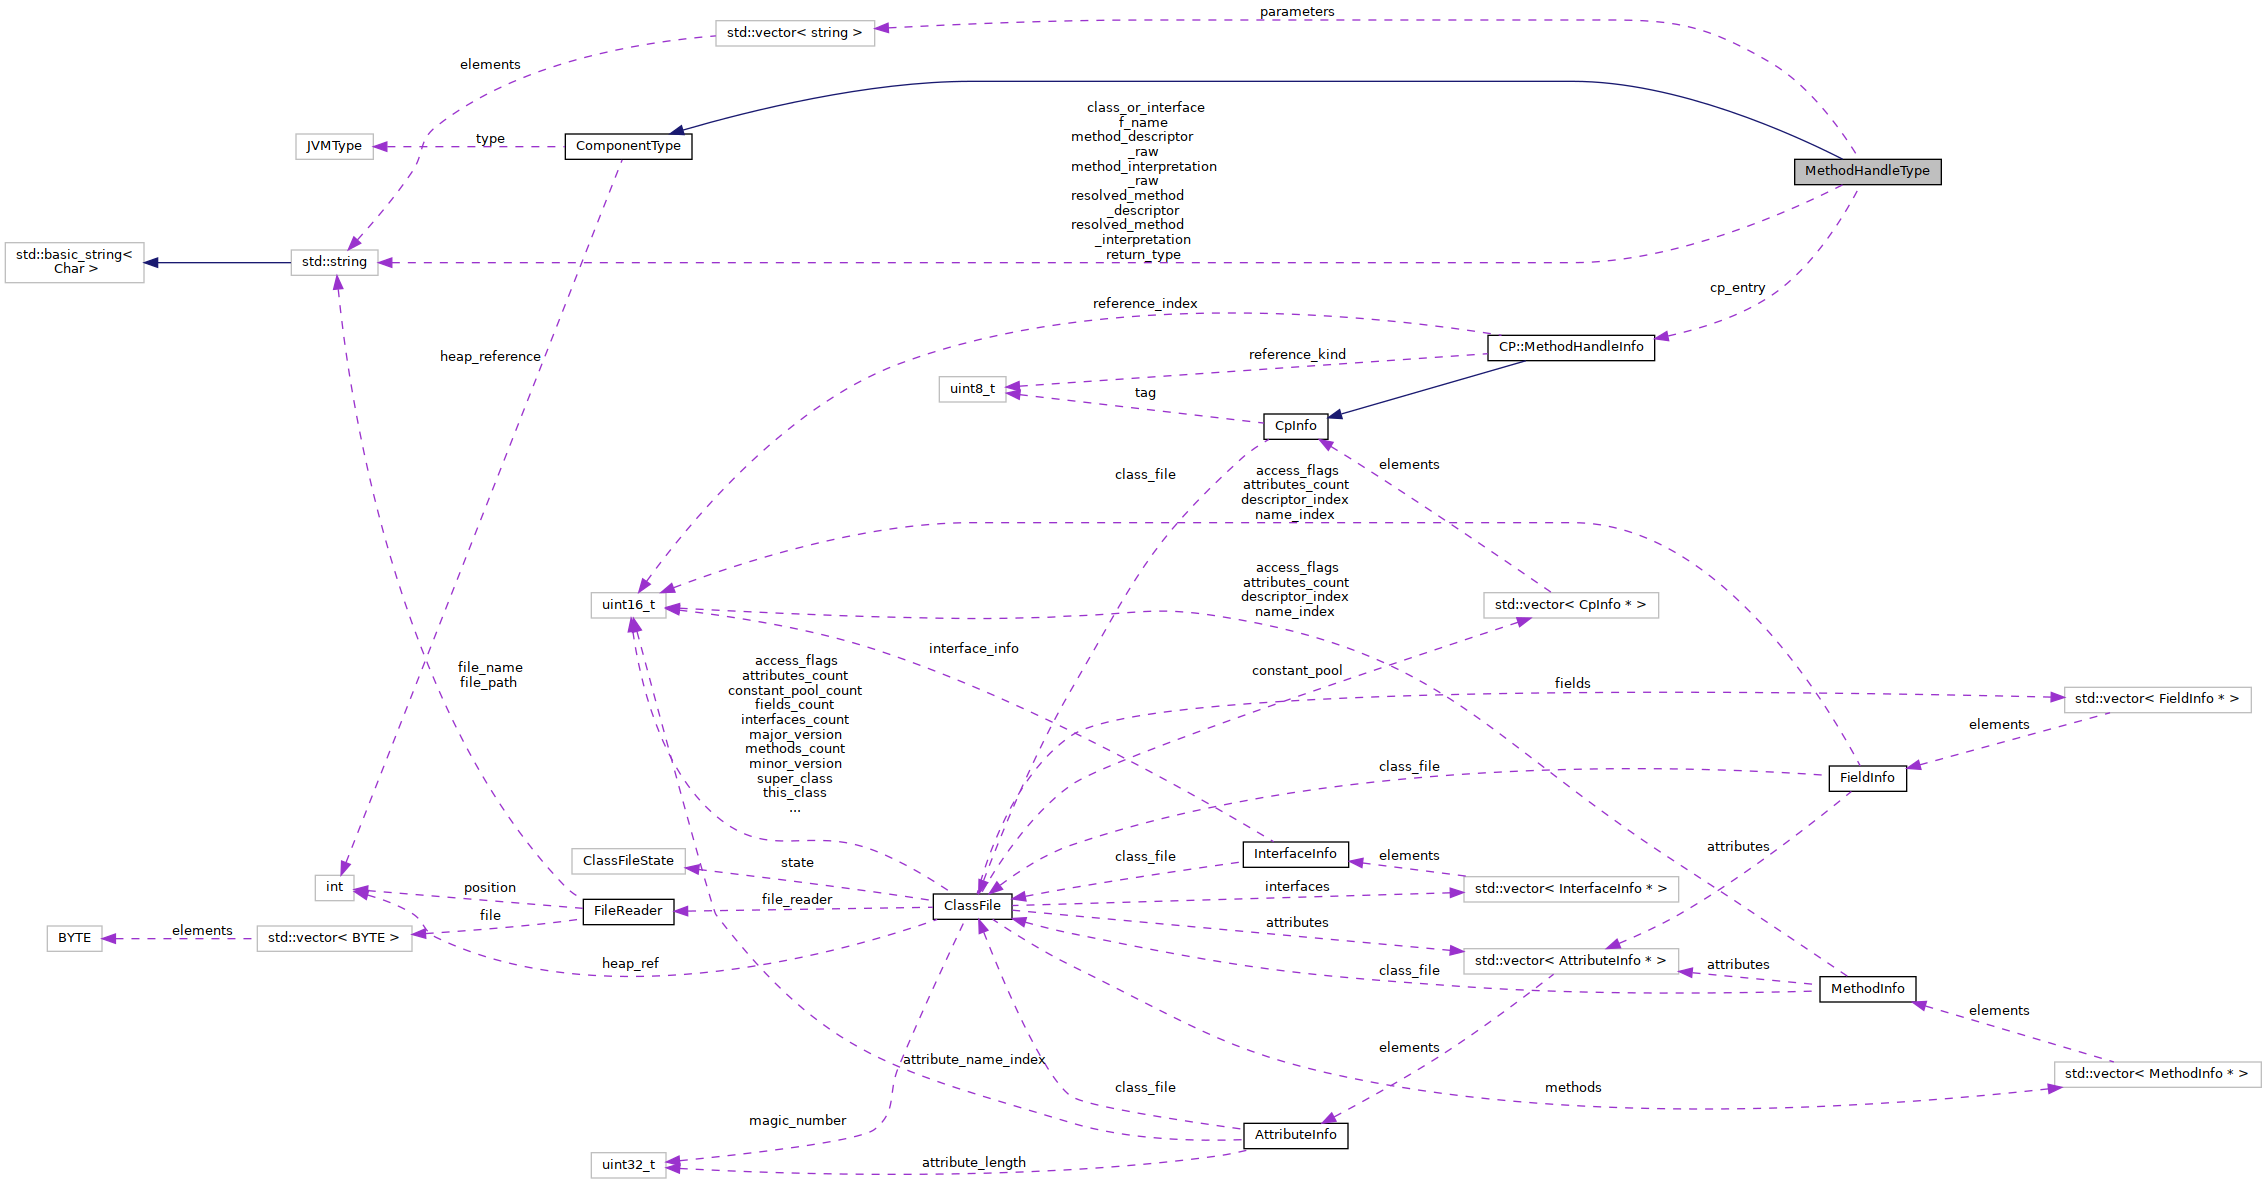 parameters
std::vector< string >
elements
class_or_interface
f_name
method_descriptor
_raw
method_interpretation
_raw
resolved_method
_descriptor
resolved_method
_interpretation
return_type
JVMType
type
ComponentType
MethodHandleType
std::basic_string<
Char >
std::string
cp_entry
reference_index
heap_reference
reference_kind
CP::MethodHandleInfo
uint8_t
tag
CpInfo
class_file
access_flags
attributes_count
descriptor_index
name_index
elements
access_flags
attributes_count
descriptor_index
name_index
uint16_t
std::vector< CpInfo * >
interface_info
file_name
file_path
access_flags
attributes_count
constant_pool_count
fields_count
interfaces_count
major_version
methods_count
minor_version
super_class
this_class
...
constant_pool
fields
std::vector< FieldInfo * >
elements
class_file
FieldInfo
attributes
ClassFileState
state
class_file
InterfaceInfo
elements
int
position
FileReader
file_reader
ClassFile
interfaces
std::vector< InterfaceInfo * >
file
BYTE
elements
std::vector< BYTE >
attributes
heap_ref
class_file
std::vector< AttributeInfo * >
attributes
MethodInfo
elements
attribute_name_index
elements
class_file
methods
std::vector< MethodInfo * >
magic_number
AttributeInfo
uint32_t
attribute_length